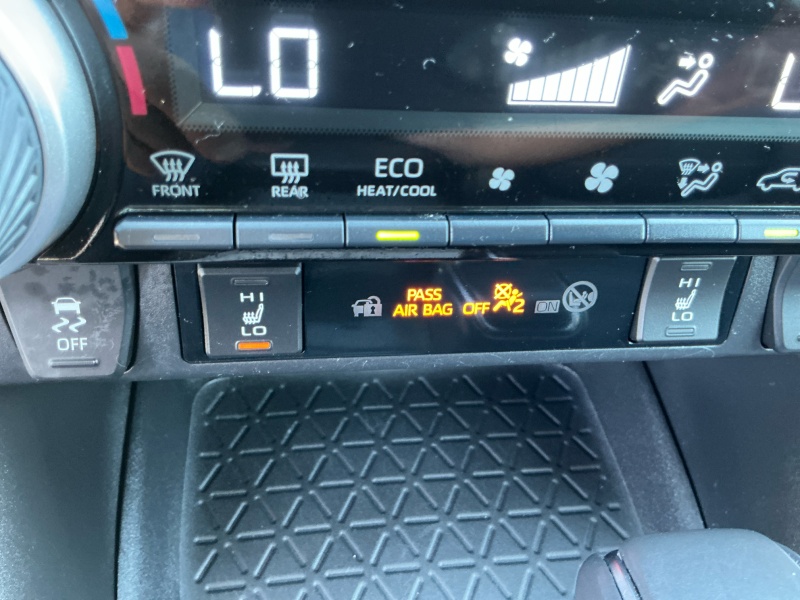 LO
L
FRONT
REAR
ECO
HEAT/COOL
OFF
HI
LO
PASS
AIR BAG OFF 2
ON
HI
LO